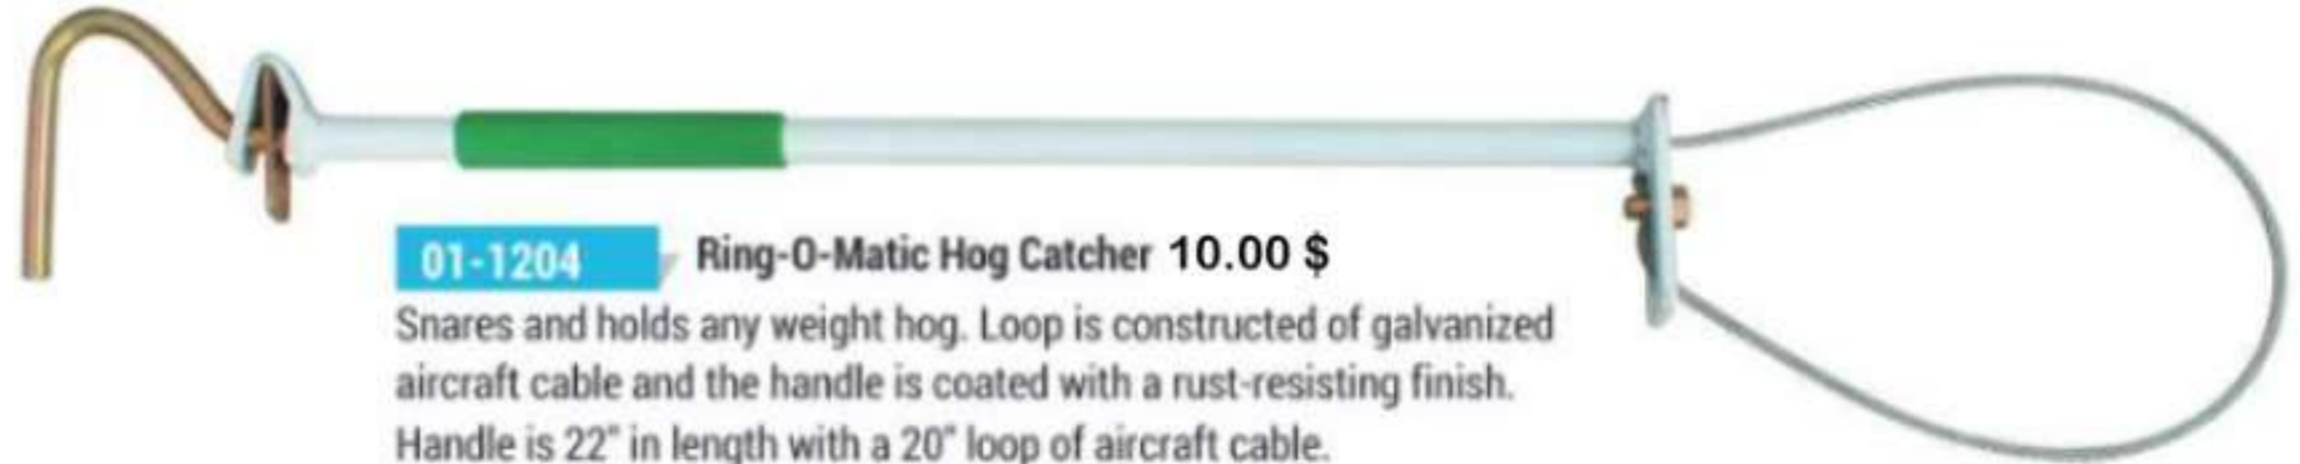 01-1204 Ring-O-Matic Hog Catcher 10.00 $
Snares and holds any weight hog. Loop is constructed of galvanized
aircraft cable and the handle is coated with a rust-resisting finish.
Handle is 22" in length with a 20" loop of aircraft cable.